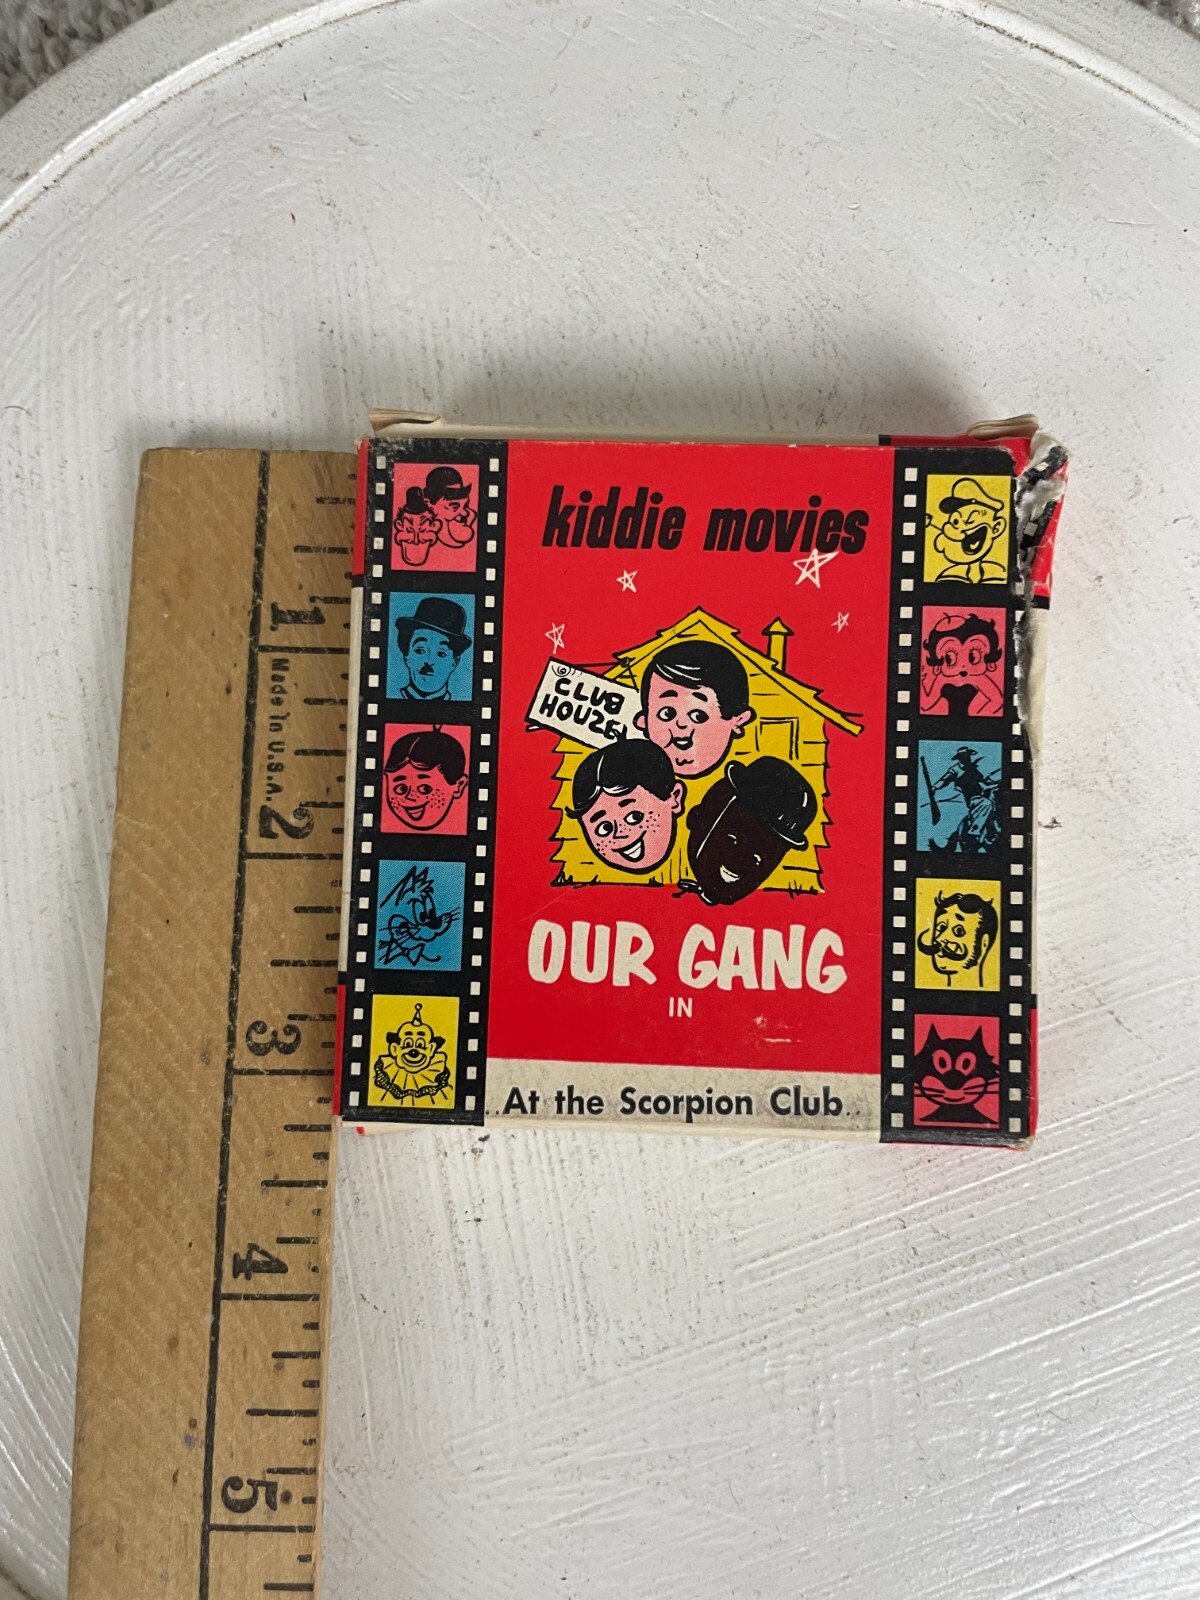 kiddie movies
CLUB
HOUZE
OUR GANG
IN
..At the Scorpion Club..
1
Made in U.S.A.
2
3
4
5